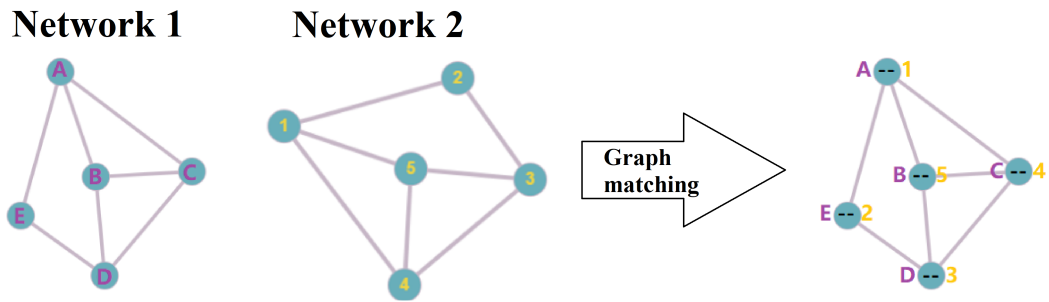 Network 1
Network 2
A
B
C
E
D
2
1
5
3
4
Graph
matching
A -- 1
B -- 5
C -- 4
E -- 2
D -- 3